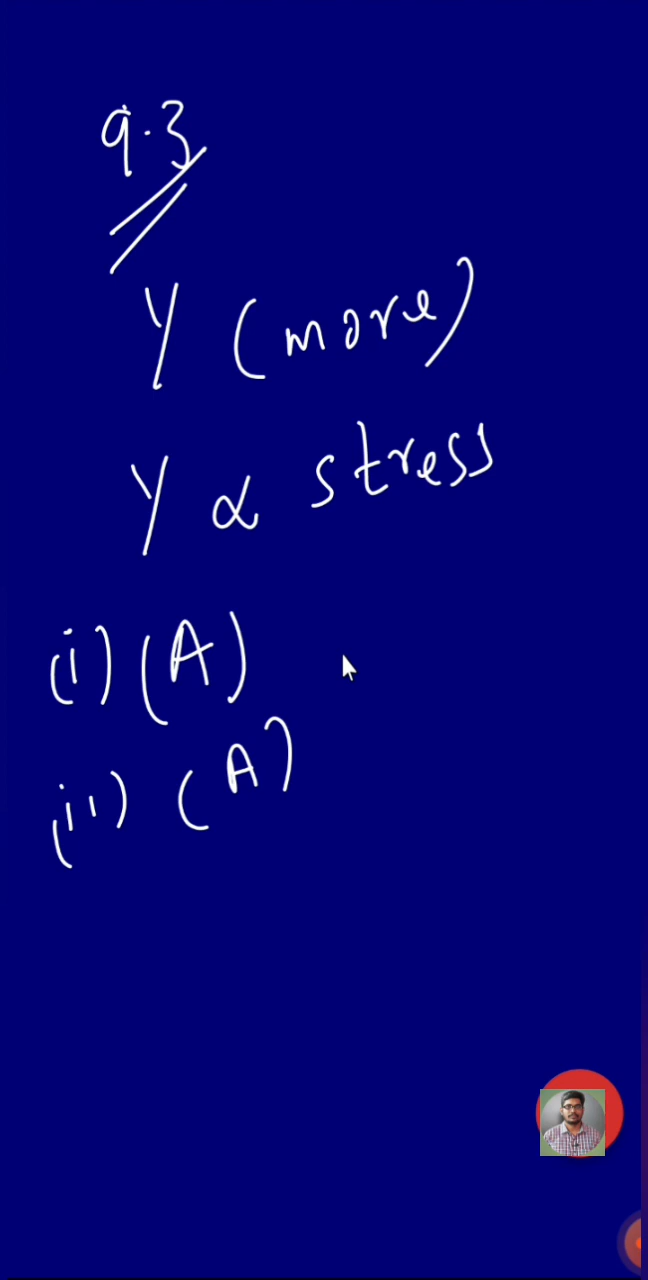 9.3
Y (more)
Y α stress
(i) (A)
(ii) (A)